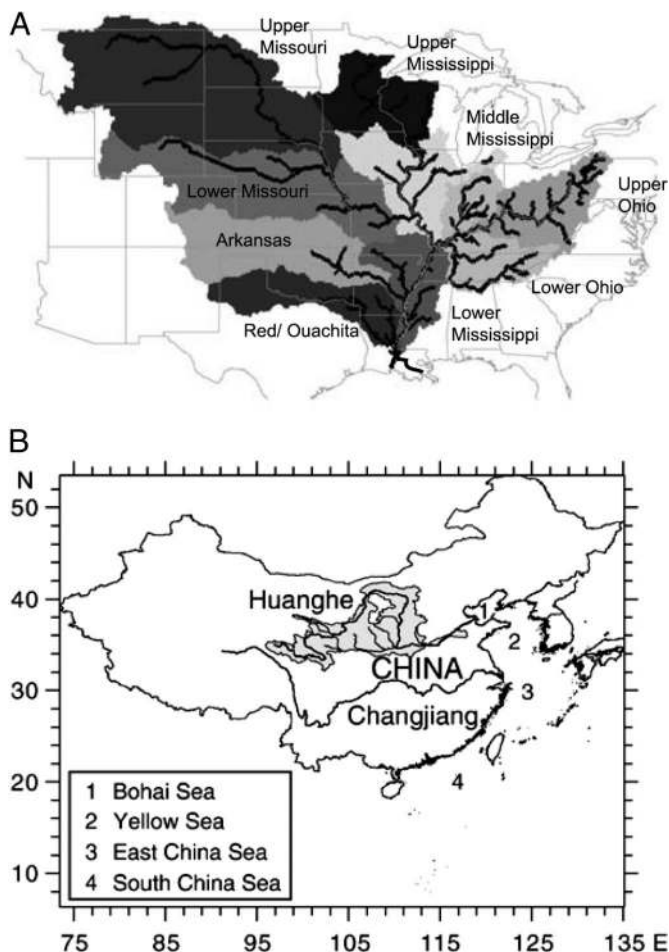 A
Upper
Missouri
Upper
Mississippi
Middle
Mississippi
Lower Missouri
Upper
Ohio
Arkansas
Lower Ohio
Lower
Mississippi
Red/ Ouachita
B
N
50
40
30
20
10
Huanghe
CHINA
Changjiang
1
2
3
4
1 Bohai Sea
2 Yellow Sea
3 East China Sea
4 South China Sea
75 85 95 105 115 125 135 E